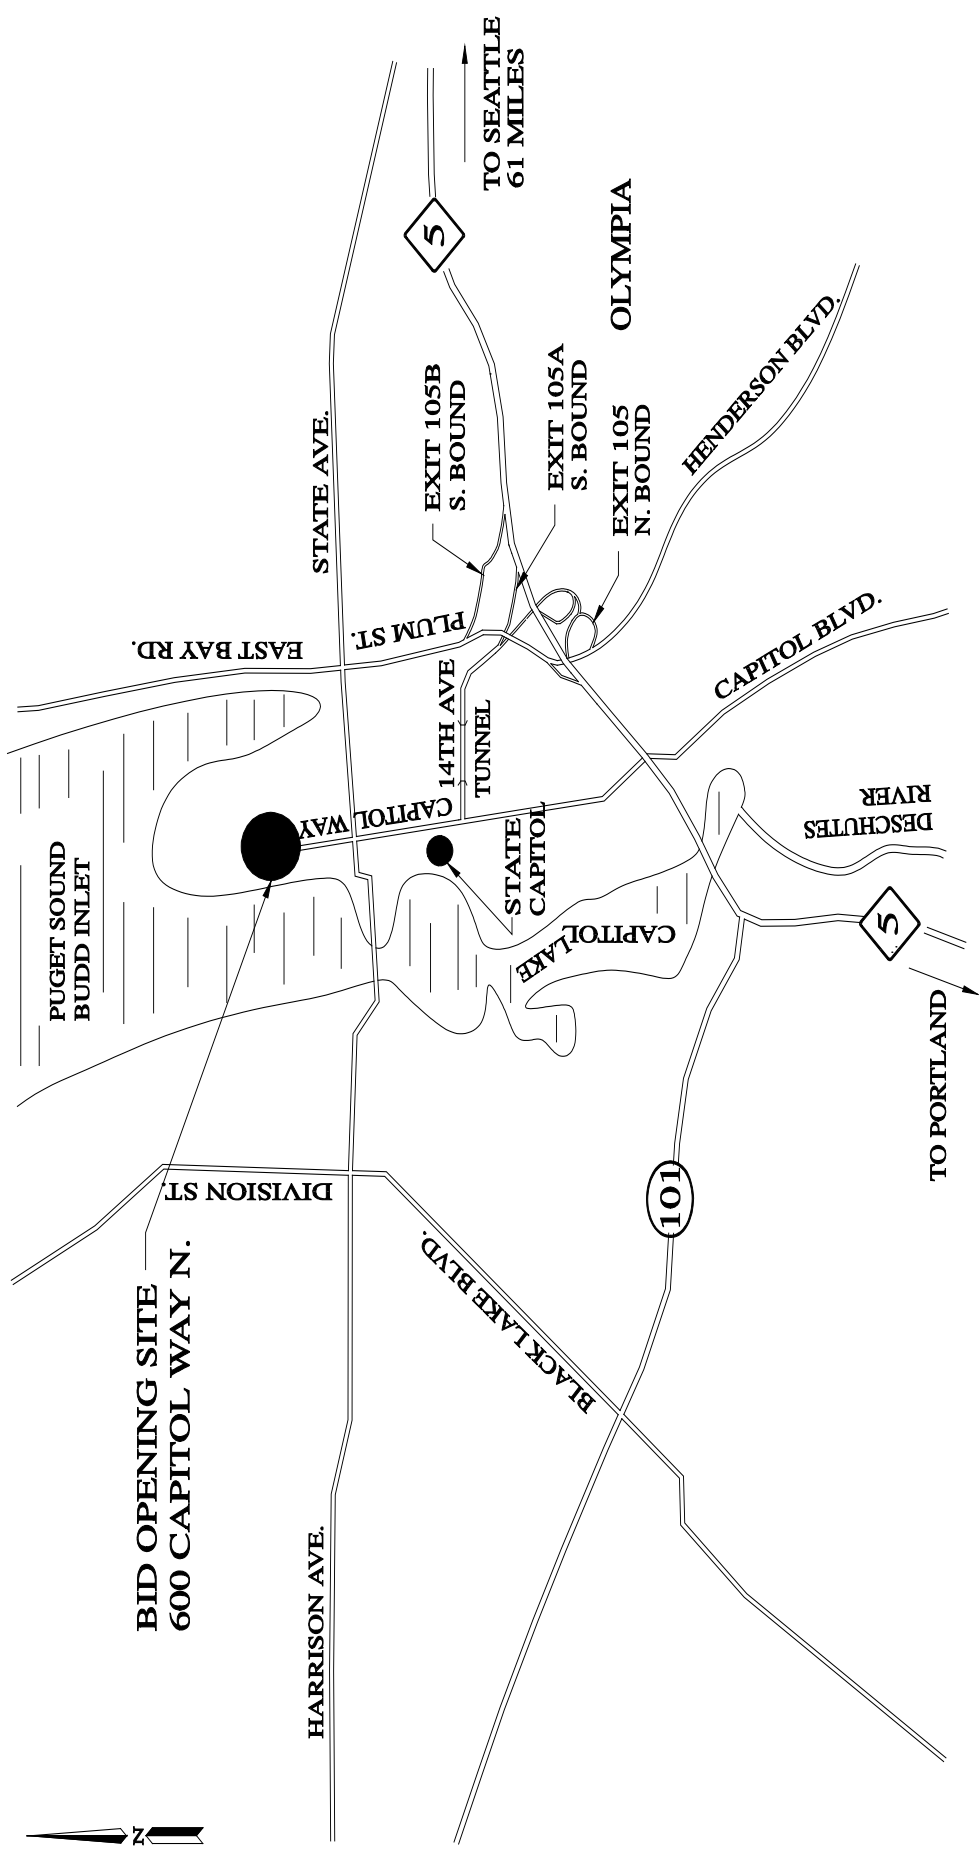 TO SEATTLE
61 MILES
5
OLYMPIA
HENDERSON BLVD.
STATE AVE.
EXIT 105B
S. BOUND
EXIT 105A
S. BOUND
EXIT 105
N. BOUND
EAST BAY RD.
PLUM ST.
CAPITOL BLVD.
14TH AVE
TUNNEL
CAPITOL WAY
PUGET SOUND
BUDD INLET
STATE
CAPITOL
DESCHUTES
RIVER
CAPITOL
LAKE
5
TO PORTLAND
DIVISION ST.
101
BLACK LAKE BLVD.
BID OPENING SITE
600 CAPITOL WAY N.
HARRISON AVE.
N